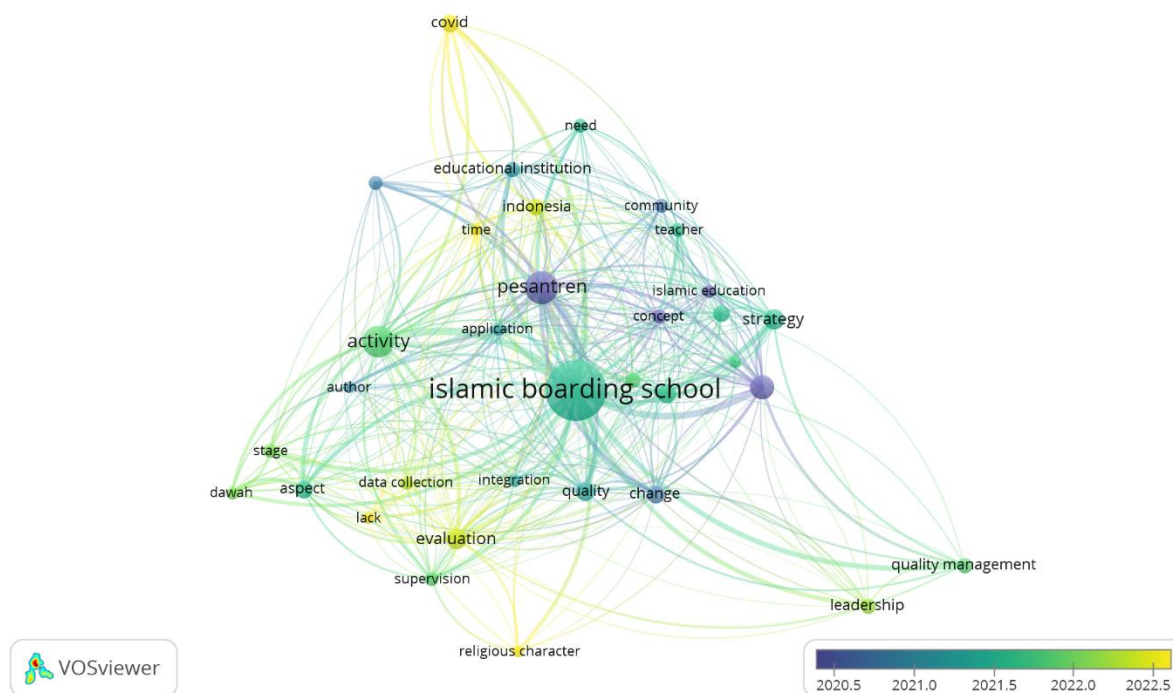 covid
need
educational institution
indonesia
community
time
teacher
pesantren
islamic education
concept
strategy
application
activity
islamic boarding school
author
stage
dawah
aspect
data collection
integration
quality
change
lack
evaluation
supervision
quality management
leadership
religious character
VOSviewer
2020.5 2021.0 2021.5 2022.0 2022.5